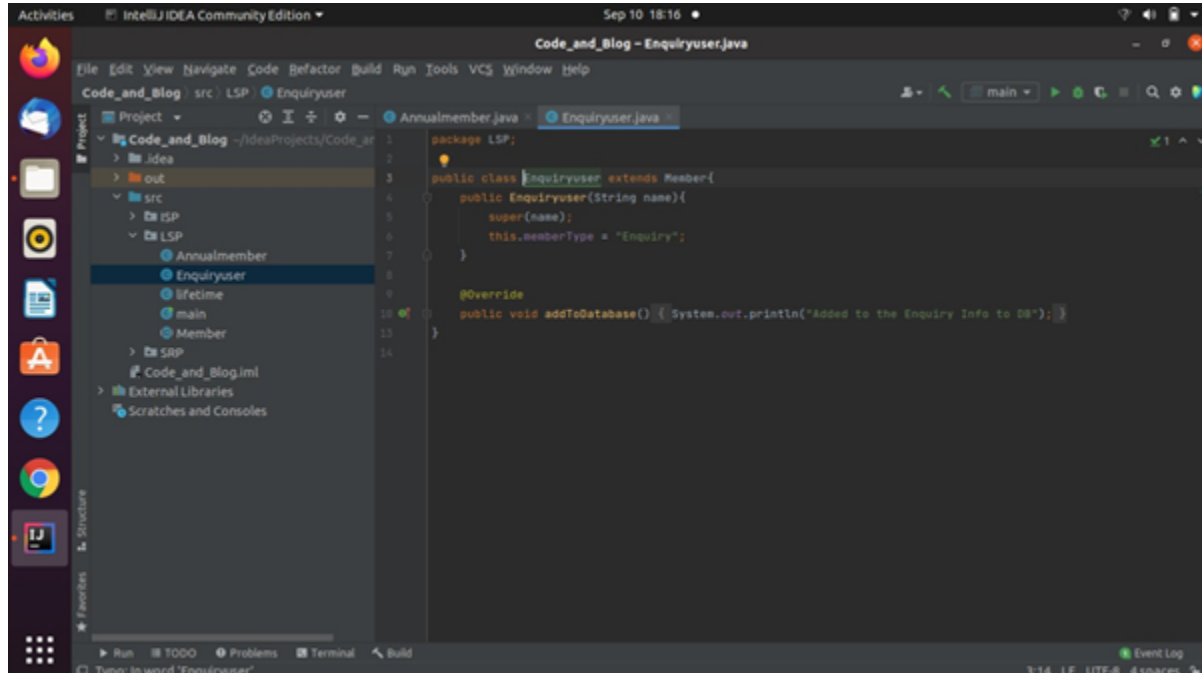 Activities IntelliJ IDEA Community Edition Sep 10 18:16
Code_and_Blog – Enquiryuser.java
File Edit View Navigate Code Refactor Build Run Tools VCS Window Help
Code_and_Blog src LSP Enquiryuser main
Project Annualmember.java Enquiryuser.java
Project
Code_and_Blog ~/IdeaProjects/Code_ar
.idea
out
src
ISP
LSP
Annualmember
Enquiryuser
lifetime
main
Member
SRP
Code_and_Blog.iml
External Libraries
Scratches and Consoles
1 package LSP; 1
2
3 public class Enquiryuser extends Member{
4 public Enquiryuser(String name){
5 super(name);
6 this.memberType = "Enquiry";
7 }
8
9 @Override
10 public void addToDatabase() { System.out.println("Added to the Enquiry Info to DB"); }
13 }
14
Structure
Favorites
Run TODO Problems Terminal Build Event Log
Typo: In word 'Enquiryuser' 3:14 LF UTF-8 4 spaces